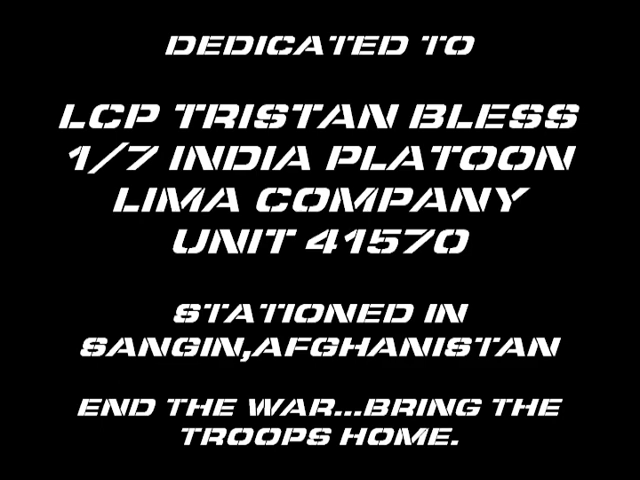 DEDICATED TO
LCP TRISTAN BLESS
1/7 INDIA PLATOON
LIMA COMPANY
UNIT 41570
STATIONED IN
SANGIN,AFGHANISTAN
END THE WAR...BRING THE
TROOPS HOME.